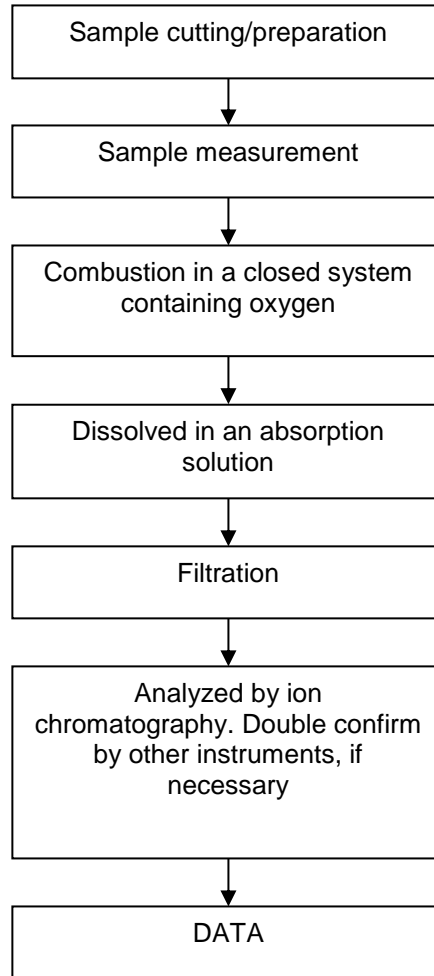 Sample cutting/preparation
Sample measurement
Combustion in a closed system
containing oxygen
Dissolved in an absorption
solution
Filtration
Analyzed by ion
chromatography. Double confirm
by other instruments, if
necessary
DATA